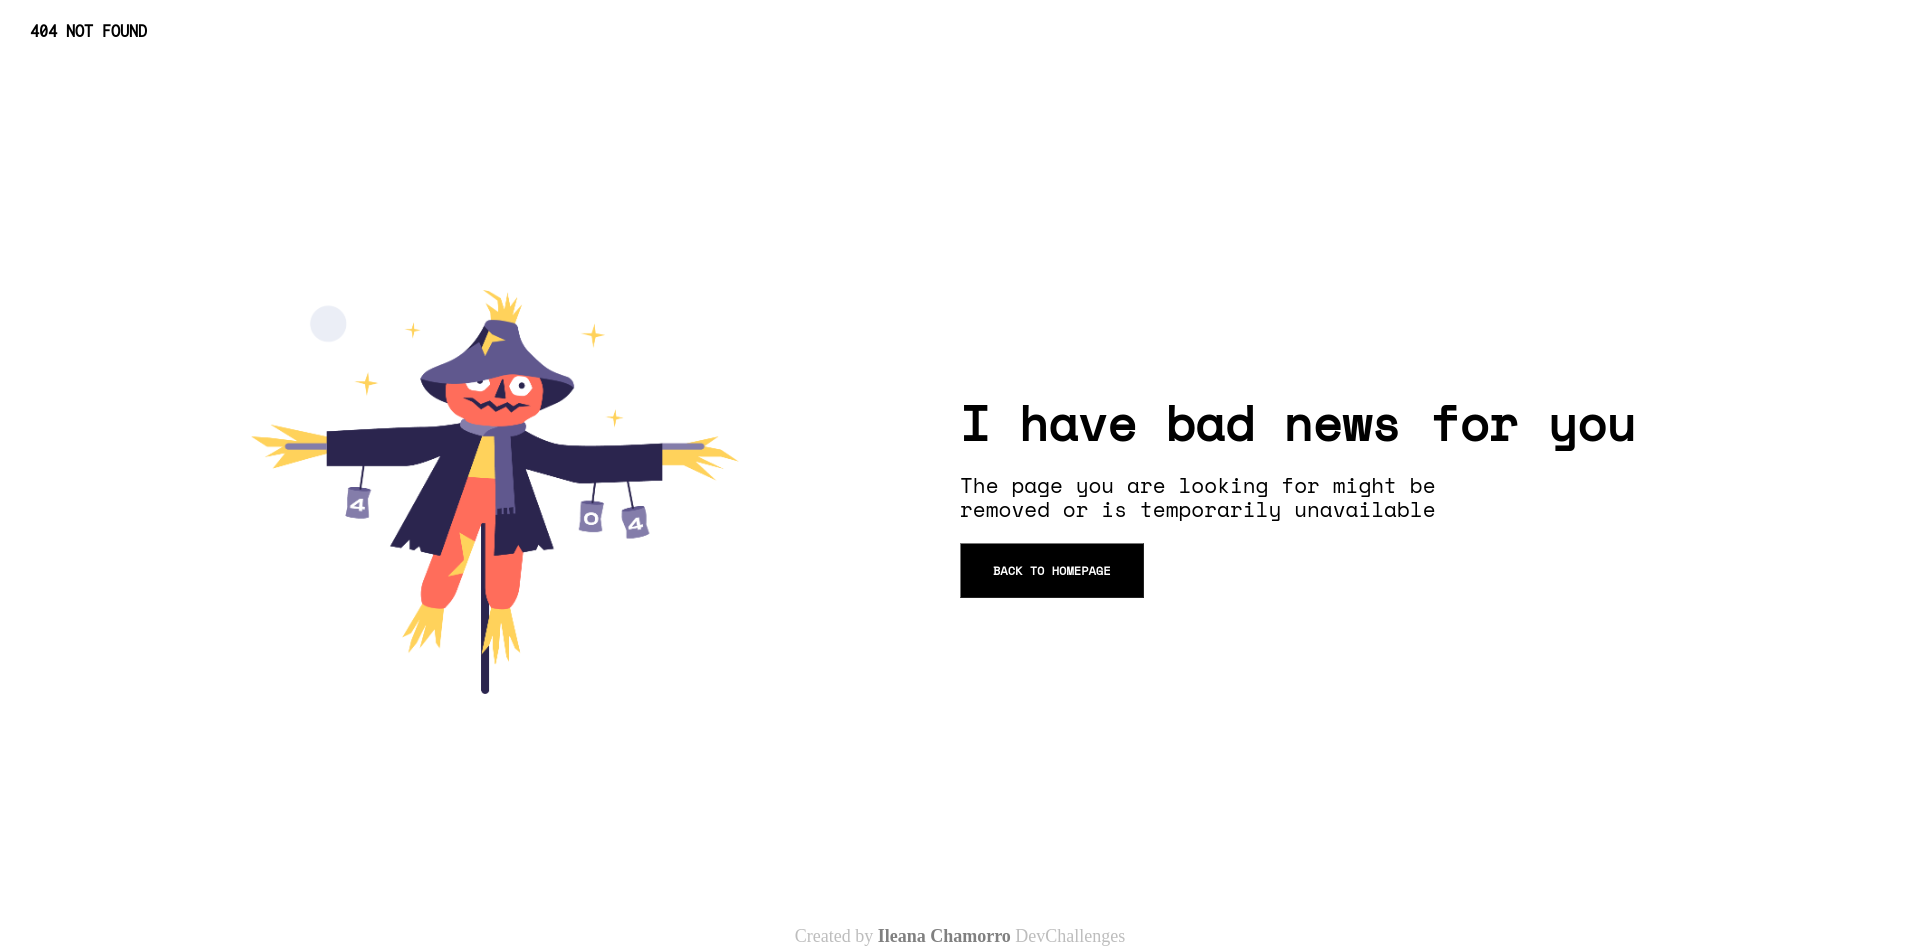 404 NOT FOUND
4
0
4
I have bad news for you
The page you are looking for might be
removed or is temporarily unavailable
BACK TO HOMEPAGE
Created by Ileana Chamorro DevChallenges